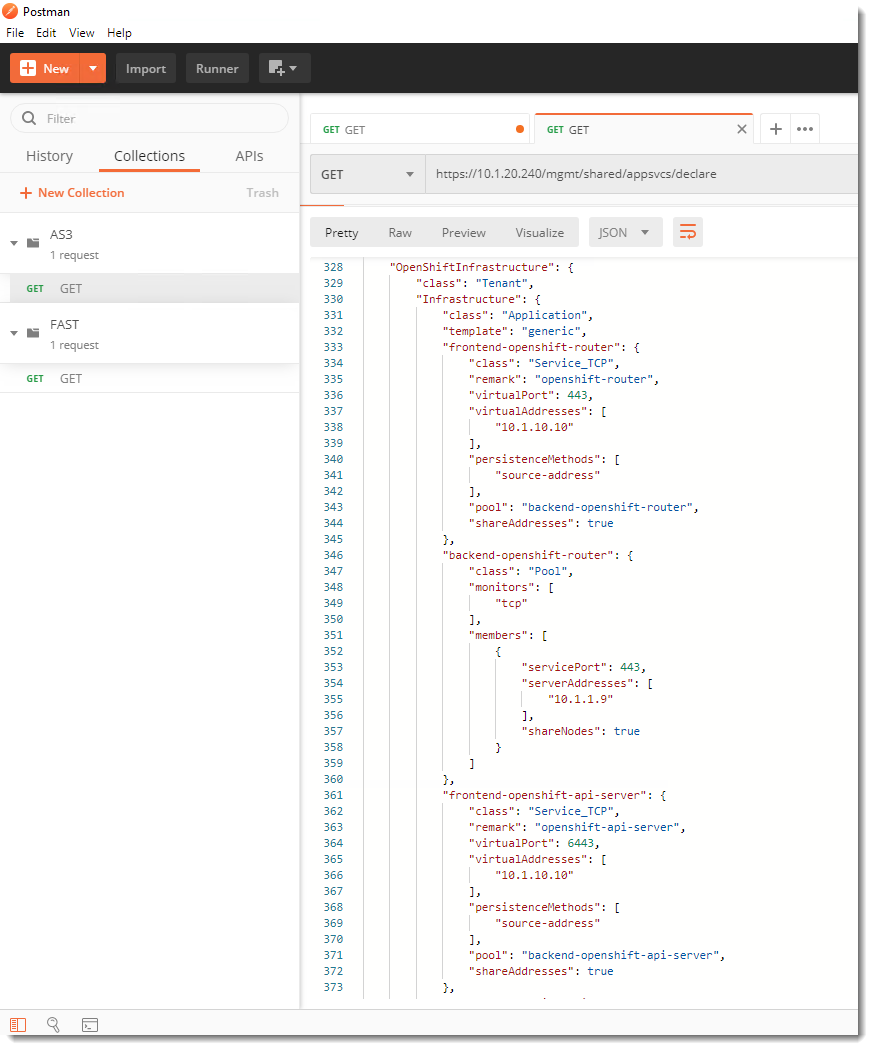 Postman
File Edit View Help
New Import Runner
Filter
History Collections APIs
New Collection Trash
AS3
1 request
GET GET
FAST
1 request
GET GET
GET GET GET GET
GET https://10.1.20.240/mgmt/shared/appsvcs/declare
Pretty Raw Preview Visualize JSON
328 "OpenShiftInfrastructure": {
329 "class": "Tenant",
330 "Infrastructure": {
331 "class": "Application",
332 "template": "generic",
333 "frontend-openshift-router": {
334 "class": "Service_TCP",
335 "remark": "openshift-router",
336 "virtualPort": 443,
337 "virtualAddresses": [
338 "10.1.10.10"
339 ],
340 "persistenceMethods": [
341 "source-address"
342 ],
343 "pool": "backend-openshift-router",
344 "shareAddresses": true
345 },
346 "backend-openshift-router": {
347 "class": "Pool",
348 "monitors": [
349 "tcp"
350 ],
351 "members": [
352 {
353 "servicePort": 443,
354 "serverAddresses": [
355 "10.1.1.9"
356 ],
357 "shareNodes": true
358 }
359 ]
360 },
361 "frontend-openshift-api-server": {
362 "class": "Service_TCP",
363 "remark": "openshift-api-server",
364 "virtualPort": 6443,
365 "virtualAddresses": [
366 "10.1.10.10"
367 ],
368 "persistenceMethods": [
369 "source-address"
370 ],
371 "pool": "backend-openshift-api-server",
372 "shareAddresses": true
373 },